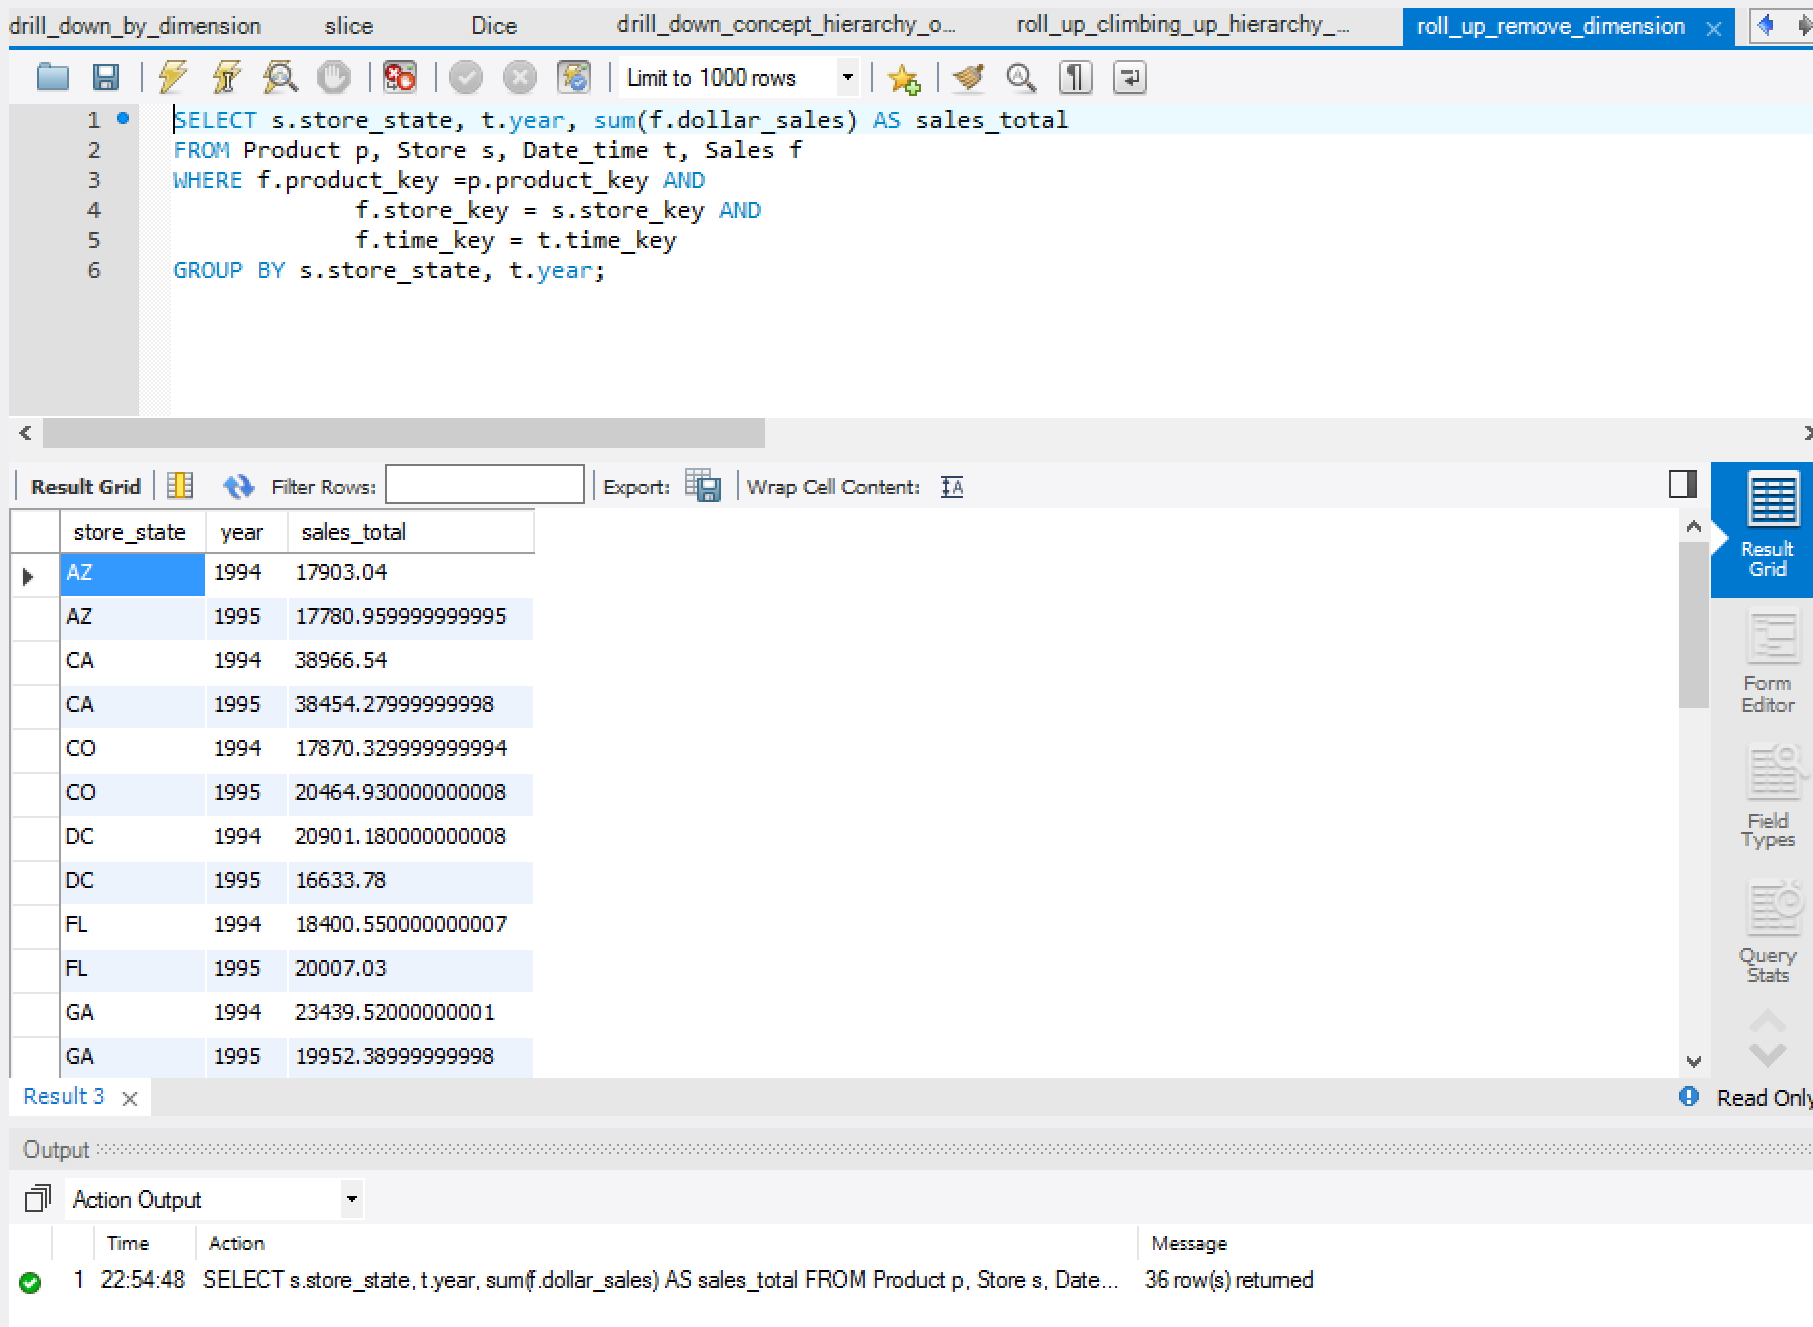 drill_down_by_dimension slice Dice drill_down_concept_hierarchy_o... roll_up_climbing_up_hierarchy_... roll_up_remove_dimension
Limit to 1000 rows
1 SELECT s.store_state, t.year, sum(f.dollar_sales) AS sales_total
2 FROM Product p, Store s, Date_time t, Sales f
3 WHERE f.product_key =p.product_key AND
4 f.store_key = s.store_key AND
5 f.time_key = t.time_key
6 GROUP BY s.store_state, t.year;
Result Grid Filter Rows: Export: Wrap Cell Content:
store_state year sales_total
AZ 1994 17903.04
AZ 1995 17780.959999999995
CA 1994 38966.54
CA 1995 38454.27999999998
CO 1994 17870.329999999994
CO 1995 20464.930000000008
DC 1994 20901.180000000008
DC 1995 16633.78
FL 1994 18400.550000000007
FL 1995 20007.03
GA 1994 23439.52000000001
GA 1995 19952.38999999998
Result
Grid
Form
Editor
Field
Types
Query
Stats
Result 3 Read Only
Output
Action Output
Time Action Message
1 22:54:48 SELECT s.store_state, t.year, sum(f.dollar_sales) AS sales_total FROM Product p, Store s, Date... 36 row(s) returned